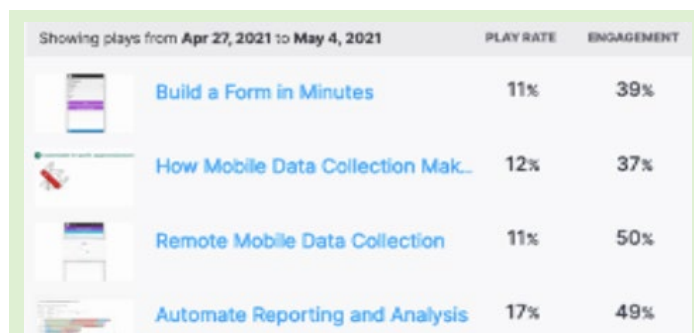 Showing plays from Apr 27, 2021 to May 4, 2021 PLAY RATE ENGAGEMENT
Build a Form in Minutes 11% 39%
How Mobile Data Collection Mak... 12% 37%
Remote Mobile Data Collection 11% 50%
Automate Reporting and Analysis 17% 49%